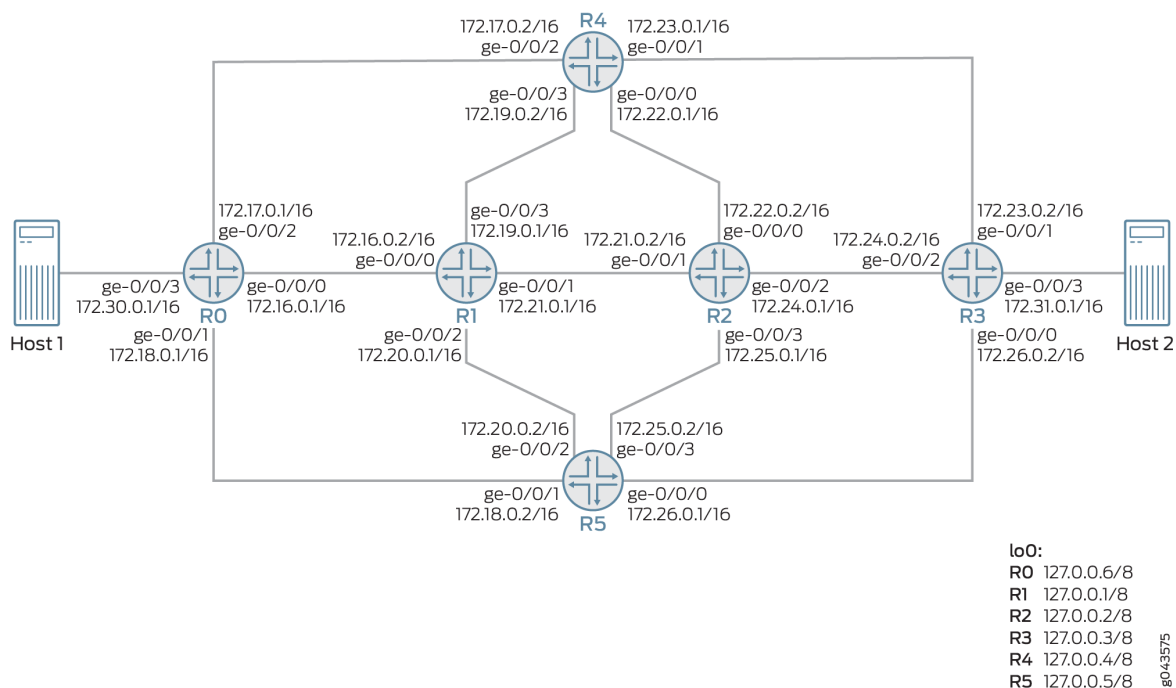 R4
172.17.0.2/16
ge-0/0/2
172.23.0.1/16
ge-0/0/1
ge-0/0/3
172.19.0.2/16
ge-0/0/0
172.22.0.1/16
172.17.0.1/16
ge-0/0/2
172.16.0.2/16
ge-0/0/0
ge-0/0/3
172.19.0.1/16
172.21.0.2/16
ge-0/0/1
172.22.0.2/16
ge-0/0/0
172.24.0.2/16
ge-0/0/2
172.23.0.2/16
ge-0/0/1
Host 1
ge-0/0/3
172.30.0.1/16
R0
ge-0/0/0
172.16.0.1/16
ge-0/0/1
172.18.0.1/16
R1
ge-0/0/1
172.21.0.1/16
ge-0/0/2
172.20.0.1/16
R2
ge-0/0/2
172.24.0.1/16
ge-0/0/3
172.25.0.1/16
R3
ge-0/0/3
172.31.0.1/16
ge-0/0/0
172.26.0.2/16
Host 2
172.20.0.2/16
ge-0/0/2
172.25.0.2/16
ge-0/0/3
ge-0/0/1
172.18.0.2/16
ge-0/0/0
172.26.0.1/16
R5
lo0:
R0 127.0.0.6/8
R1 127.0.0.1/8
R2 127.0.0.2/8
R3 127.0.0.3/8
R4 127.0.0.4/8
R5 127.0.0.5/8
g043575